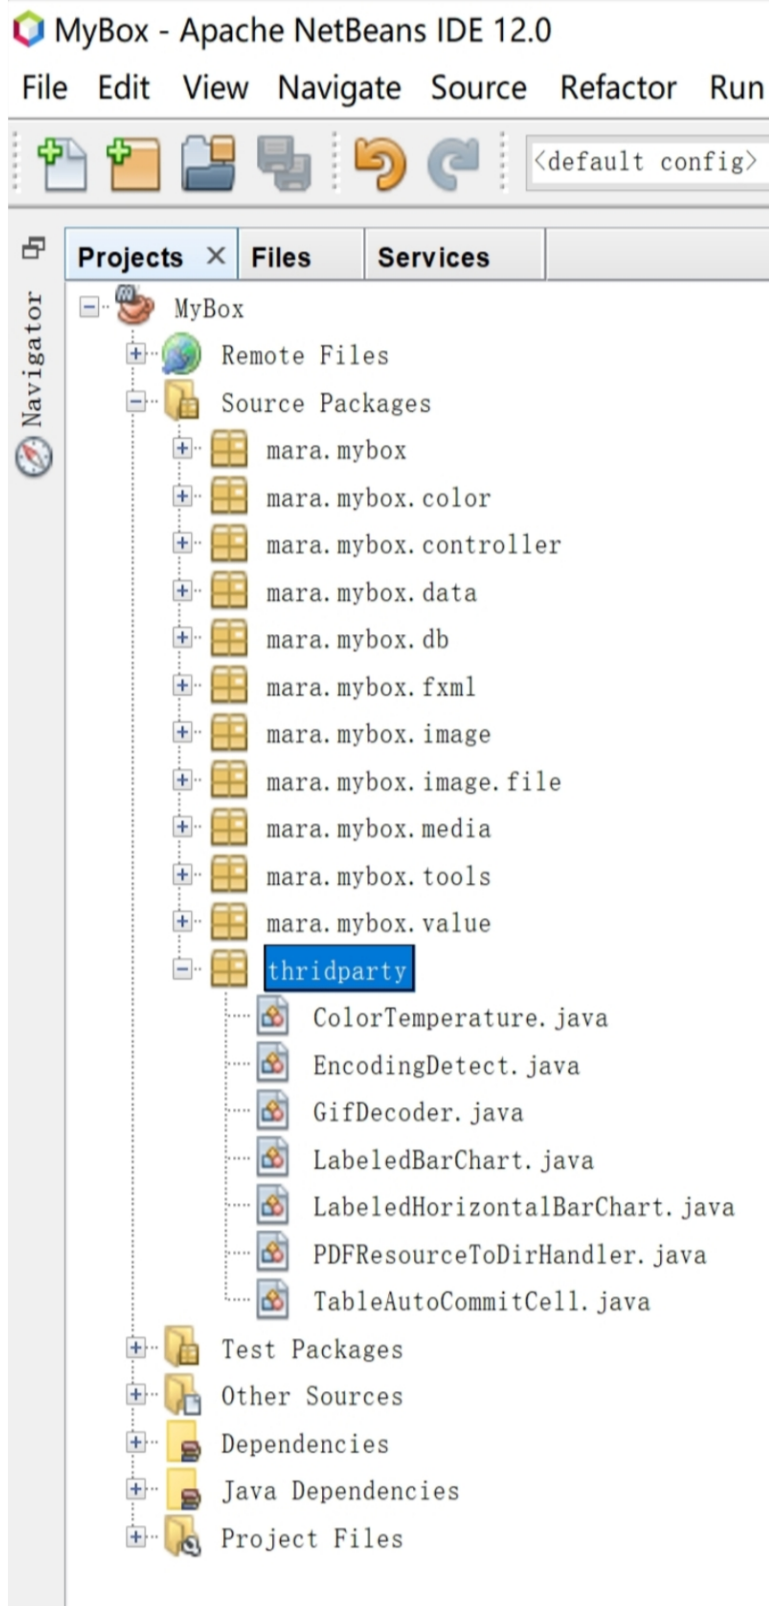 MyBox - Apache NetBeans IDE 12.0
File Edit View Navigate Source Refactor Run
<default config>
Projects Files Services
Navigator
MyBox
Remote Files
Source Packages
mara.mybox
mara.mybox.color
mara.mybox.controller
mara.mybox.data
mara.mybox.db
mara.mybox.fxml
mara.mybox.image
mara.mybox.image.file
mara.mybox.media
mara.mybox.tools
mara.mybox.value
thridparty
ColorTemperature.java
EncodingDetect.java
GifDecoder.java
LabeledBarChart.java
LabeledHorizontalBarChart.java
PDFResourceToDirHandler.java
TableAutoCommitCell.java
Test Packages
Other Sources
Dependencies
Java Dependencies
Project Files